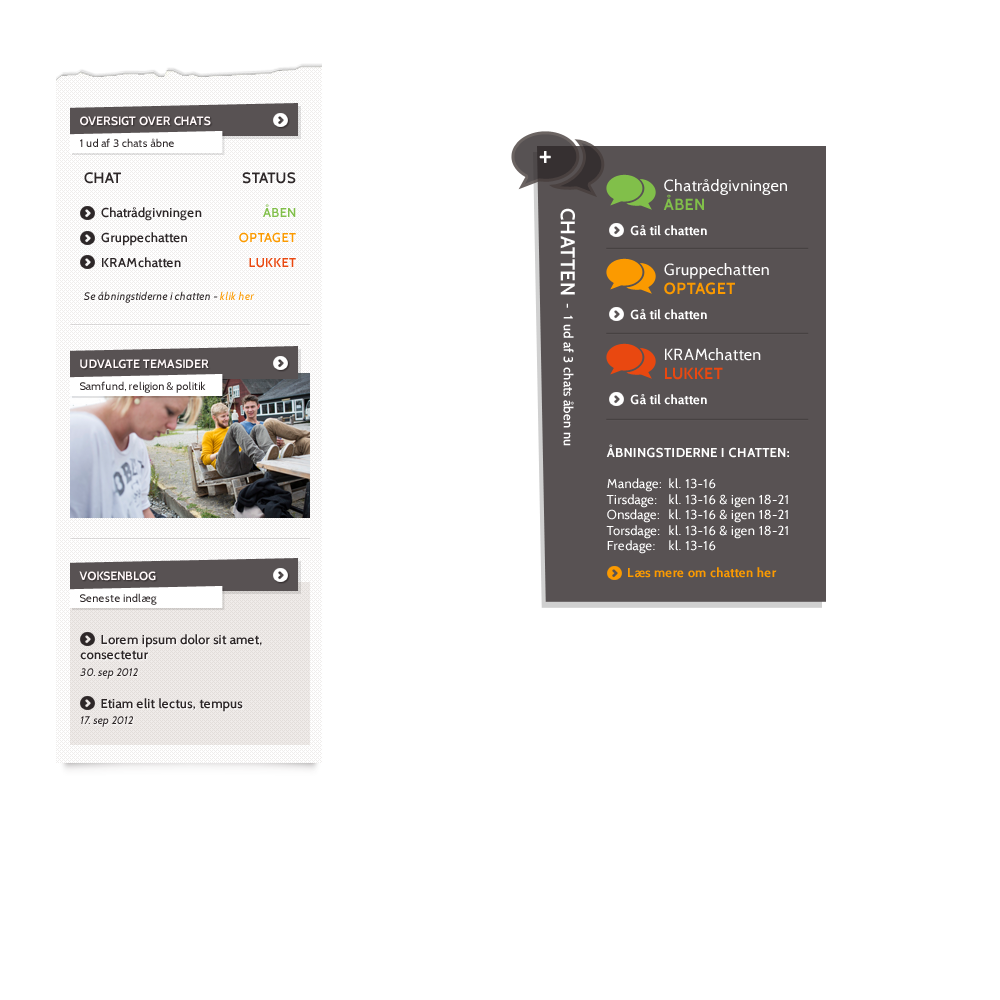 OVERSIGT OVER CHATS
1 ud af 3 chats åbne
CHAT STATUS
Chatrådgivningen ÅBEN
Gruppechatten OPTAGET
KRAMchatten LUKKET
Se åbningstiderne i chatten - klik her
UDVALGTE TEMASIDER
Samfund, religion & politik
VOKSENBLOG
Seneste indlæg
Lorem ipsum dolor sit amet,
consectetur
30. sep 2012
Etiam elit lectus, tempus
17. sep 2012
+
CHATTEN - 1 ud af 3 chats åben nu
Chatrådgivningen
ÅBEN
Gå til chatten
Gruppechatten
OPTAGET
Gå til chatten
KRAMchatten
LUKKET
Gå til chatten
ÅBNINGSTIDERNE I CHATTEN:
Mandage: kl. 13-16
Tirsdage: kl. 13-16 & igen 18-21
Onsdage: kl. 13-16 & igen 18-21
Torsdage: kl. 13-16 & igen 18-21
Fredage: kl. 13-16
Læs mere om chatten her